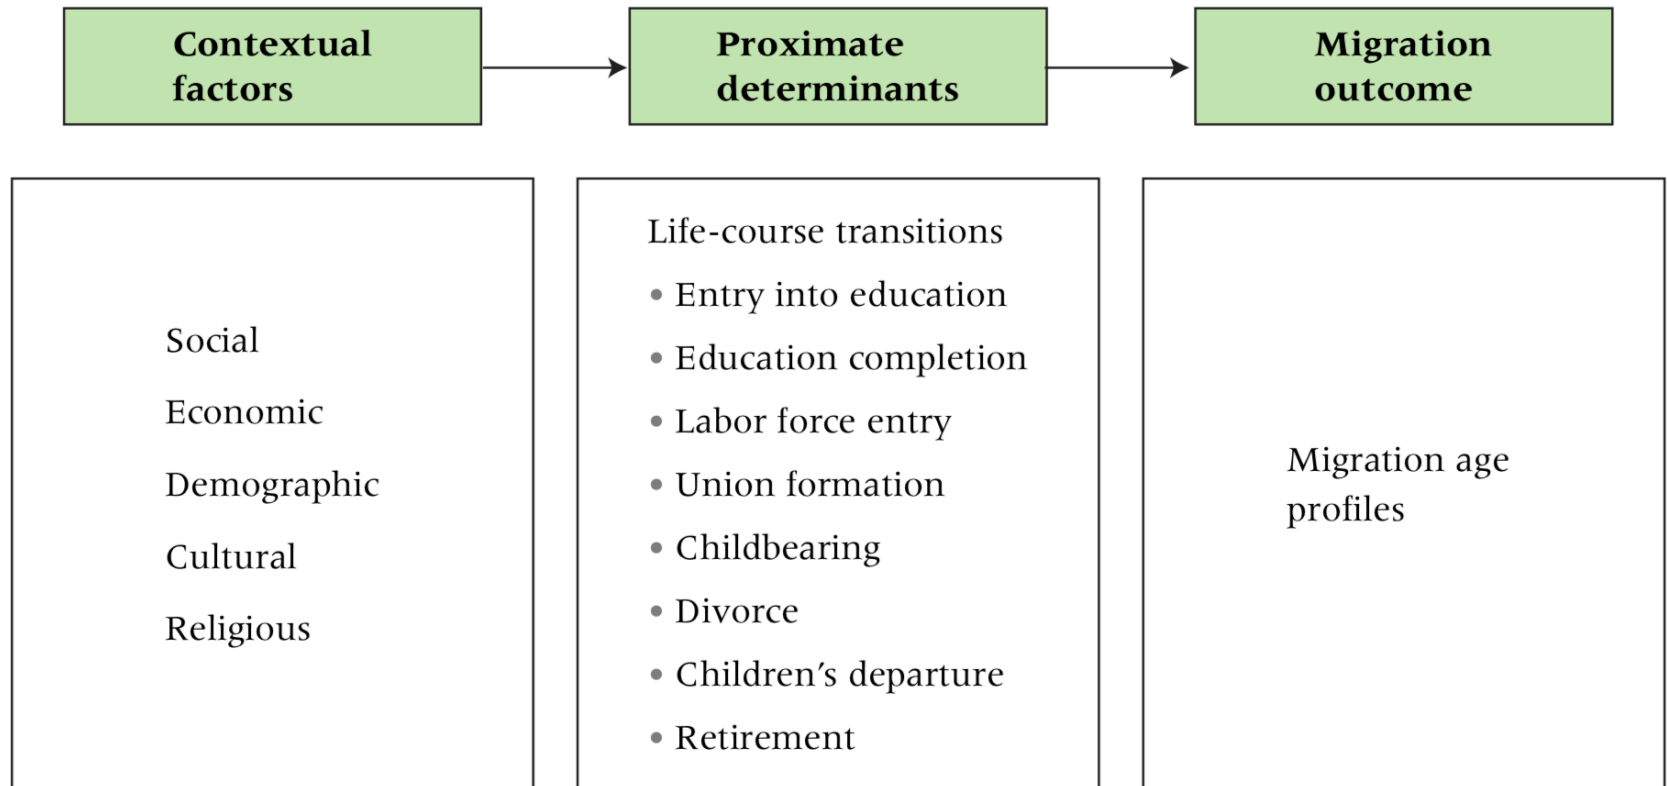 Contextual
factors
Proximate
determinants
Migration
outcome
Social
Economic
Demographic
Cultural
Religious
Life-course transitions
• Entry into education
• Education completion
• Labor force entry
• Union formation
• Childbearing
• Divorce
• Children’s departure
• Retirement
Migration age
profiles